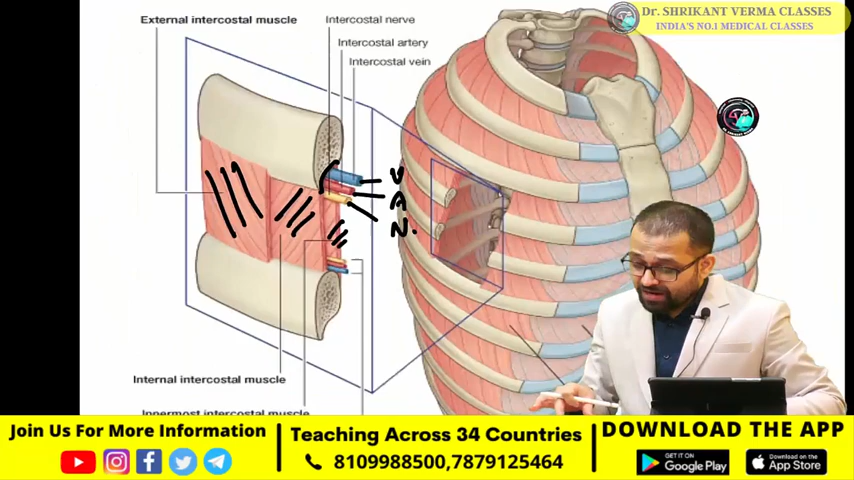 External intercostal muscle
Intercostal nerve
Intercostal artery
Intercostal vein
Dr. SHRIKANT VERMA CLASSES
INDIA'S NO.1 MEDICAL CLASSES
V
A
N.
Internal intercostal muscle
Innermost intercostal muscle
Join Us For More Information
Teaching Across 34 Countries
8109988500,7879125464
DOWNLOAD THE APP
GET IT ON
Google Play
Download on the
App Store